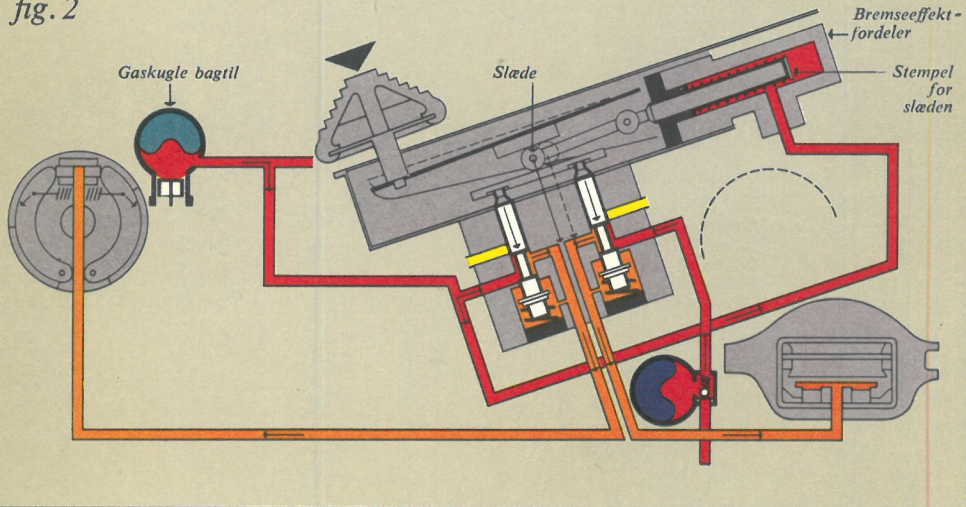 fig. 2
Bremseeffekt-
fordeler
Gaskugle bagtil
Slæde
Stempel
for
slæden